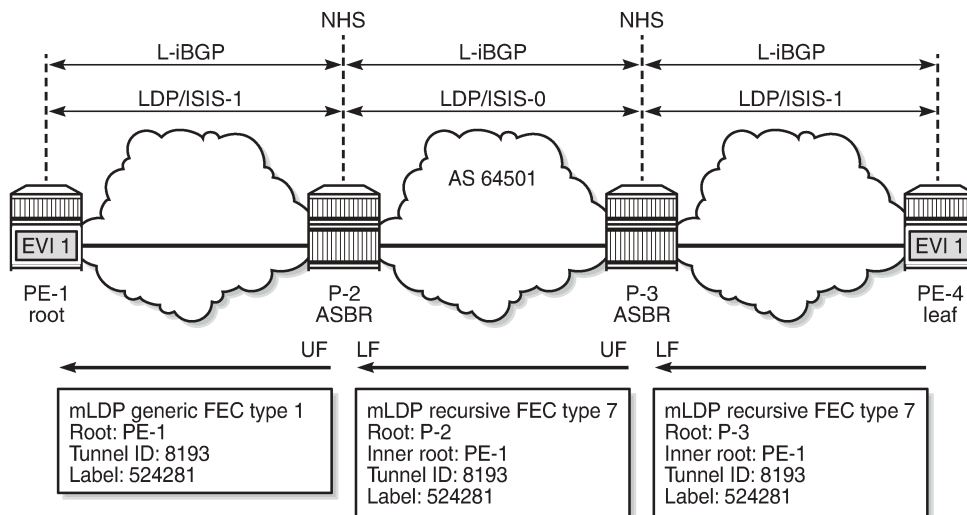 NHS
NHS
L-iBGP
L-iBGP
L-iBGP
LDP/ISIS-1
LDP/ISIS-0
LDP/ISIS-1
AS 64501
EVI 1
EVI 1
PE-1
root
P-2
ASBR
P-3
ASBR
PE-4
leaf
UF
LF
UF
LF
mLDP generic FEC type 1
Root: PE-1
Tunnel ID: 8193
Label: 524281
mLDP recursive FEC type 7
Root: P-2
Inner root: PE-1
Tunnel ID: 8193
Label: 524281
mLDP recursive FEC type 7
Root: P-3
Inner root: PE-1
Tunnel ID: 8193
Label: 524281